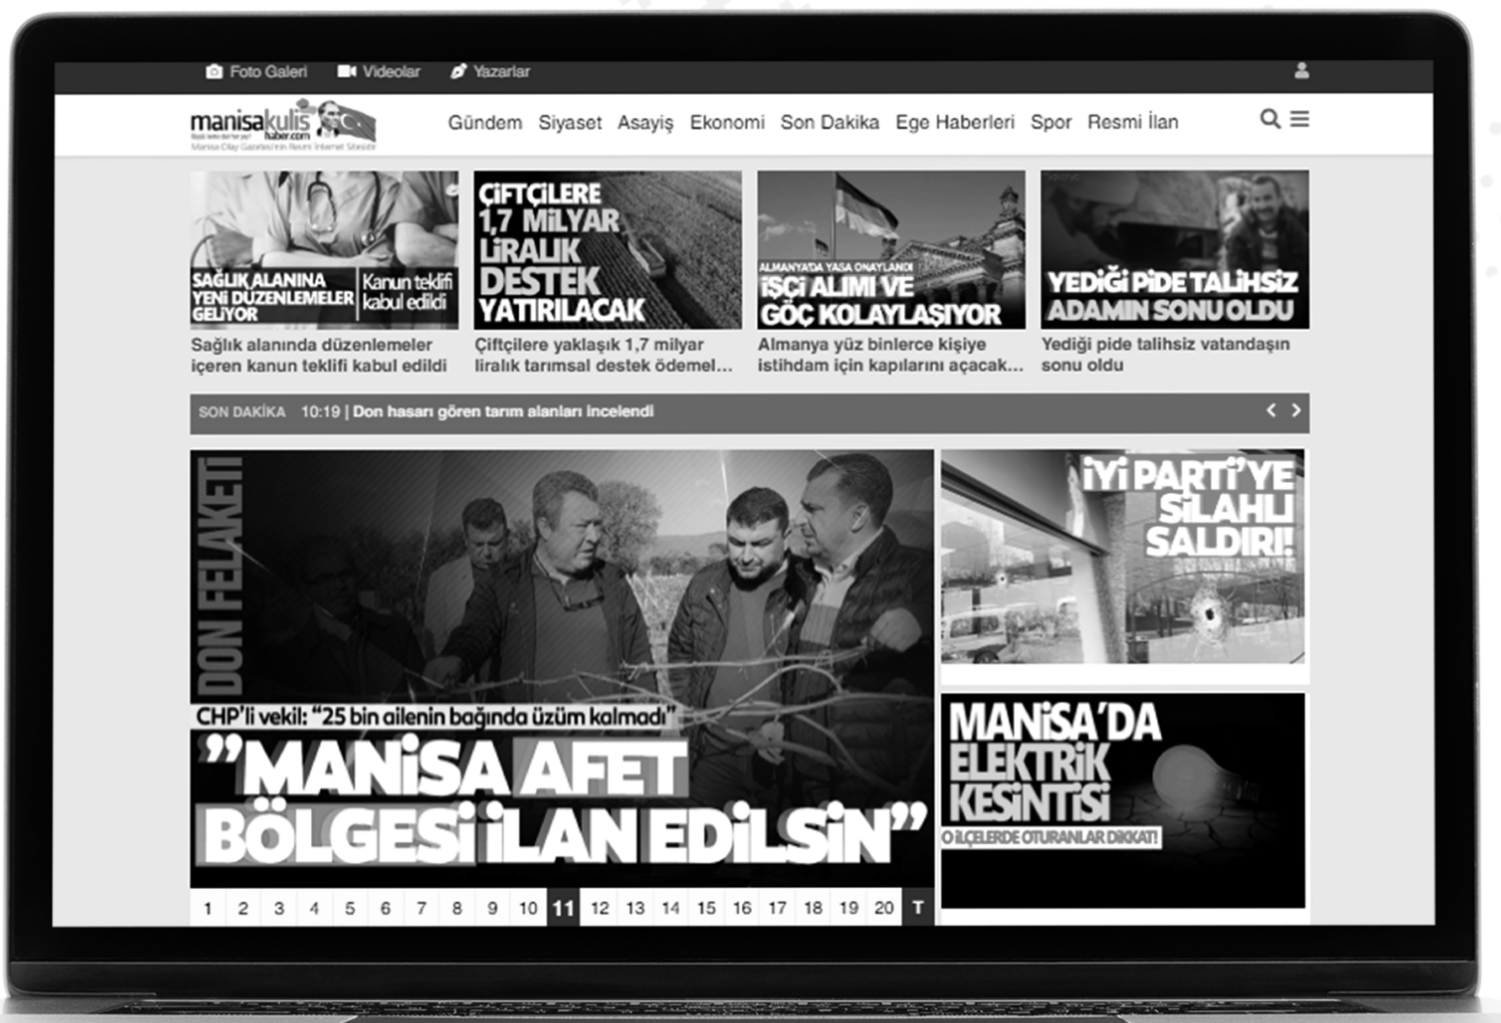 Foto Galeri Videolar Yazarlar
manisakulis
haber.com
Manisa Olay Gazetesi'nin Resmi İnternet Sitesidir
Gündem Siyaset Asayiş Ekonomi Son Dakika Ege Haberleri Spor Resmi İlan
SAĞLIK ALANINA
YENİ DÜZENLEMELER
GELİYOR
Kanun teklifi
kabul edildi
Sağlık alanında düzenlemeler
içeren kanun teklifi kabul edildi
ÇİFTÇİLERE
1,7 MİLYAR
LİRALIK
DESTEK
YATIRILACAK
Çiftçilere yaklaşık 1,7 milyar
liralık tarımsal destek ödemel...
ALMANYA'DA YASA ONAYLANDI
İŞÇİ ALIMI VE
GÖÇ KOLAYLAŞIYOR
Almanya yüz binlerce kişiye
istihdam için kapılarını açacak...
YEDİĞİ PİDE TALİHSİZ
ADAMIN SONU OLDU
Yediği pide talihsiz vatandaşın
sonu oldu
SON DAKİKA 10:19 | Don hasarı gören tarım alanları incelendi
DON FELAKETİ
CHP'li vekil: “25 bin ailenin bağında üzüm kalmadı”
”MANİSA AFET
BÖLGESİ İLAN EDİLSİN”
1 2 3 4 5 6 7 8 9 10 11 12 13 14 15 16 17 18 19 20 T
İYİ PARTİ'YE
SİLAHLI
SALDIRI!
MANİSA'DA
ELEKTRİK
KESİNTİSİ
O İLÇELERDE OTURANLAR DİKKAT!